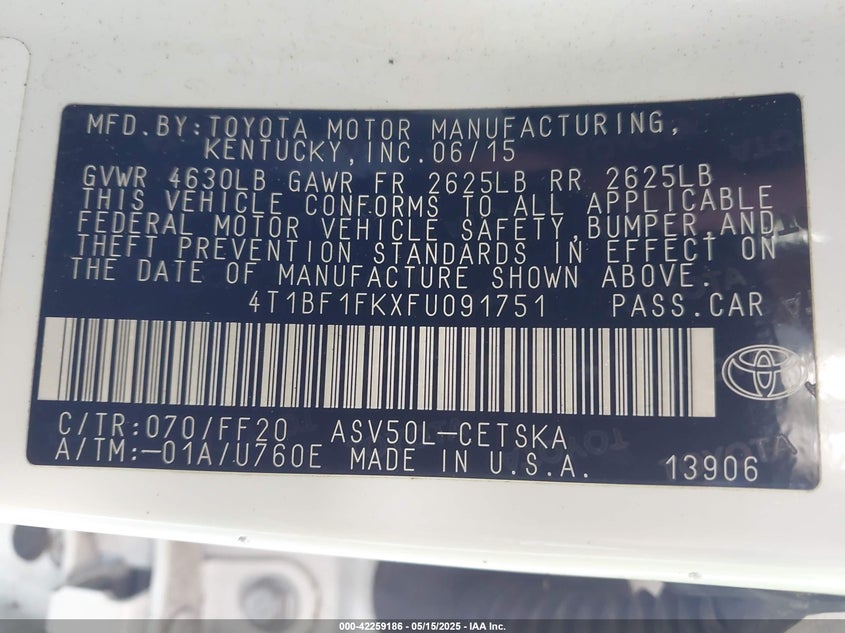 MFD.BY:TOYOTA MOTOR MANUFACTURING,
KENTUCKY,INC.06/15
GVWR 4630LB GAWR FR 2625LB RR 2625LB
THIS VEHICLE CONFORMS TO ALL APPLICABLE
FEDERAL MOTOR VEHICLE SAFETY,BUMPER,AND
THEFT PREVENTION STANDARDS IN EFFECT ON
THE DATE OF MANUFACTURE SHOWN ABOVE.
4T1BF1FKXFU091751 PASS.CAR
C/TR:070/FF20 ASV50L-CETSKA
A/TM:-01A/U760E MADE IN U.S.A. 13906
000-42259186 - 05/15/2025 - IAA Inc.